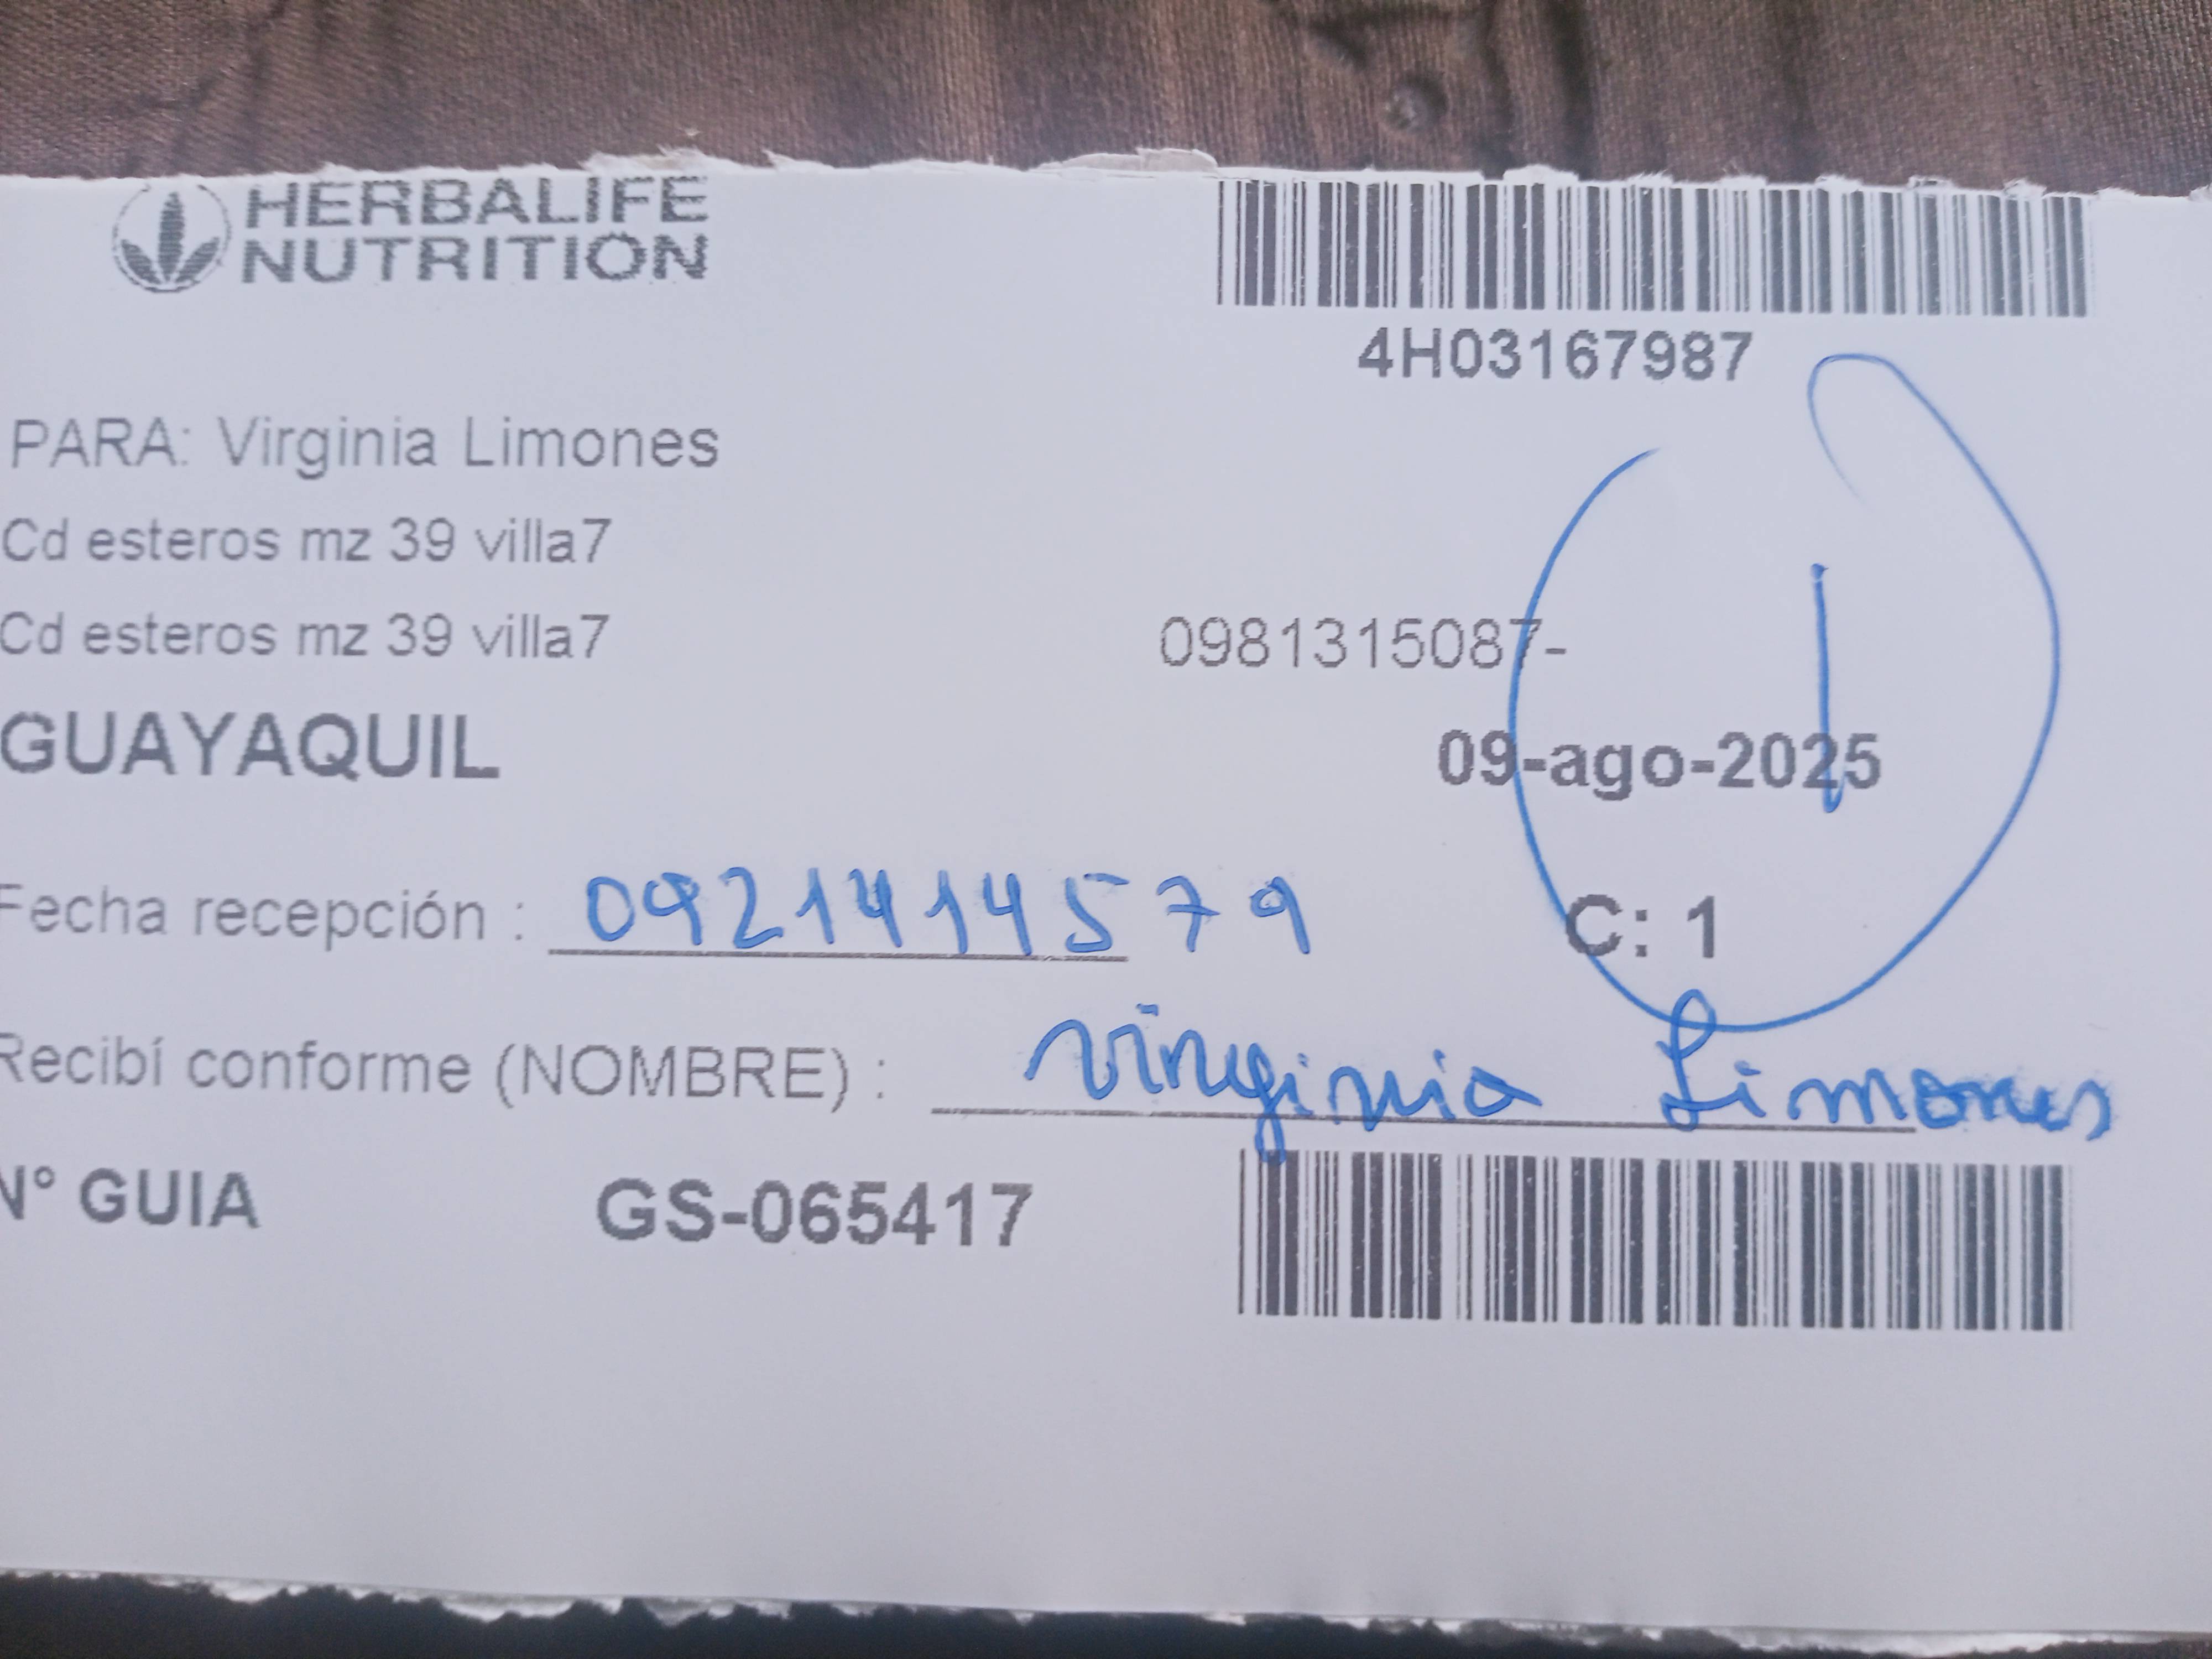 HERBALIFE
NUTRITION
4H03167987
PARA: Virginia Limones
Cd esteros mz 39 villa7
Cd esteros mz 39 villa7
0981315087-
GUAYAQUIL
09-ago-2025
1
Fecha recepción : 0921414579
C: 1
Recibí conforme (NOMBRE) : Virginia Limones
N° GUIA GS-065417